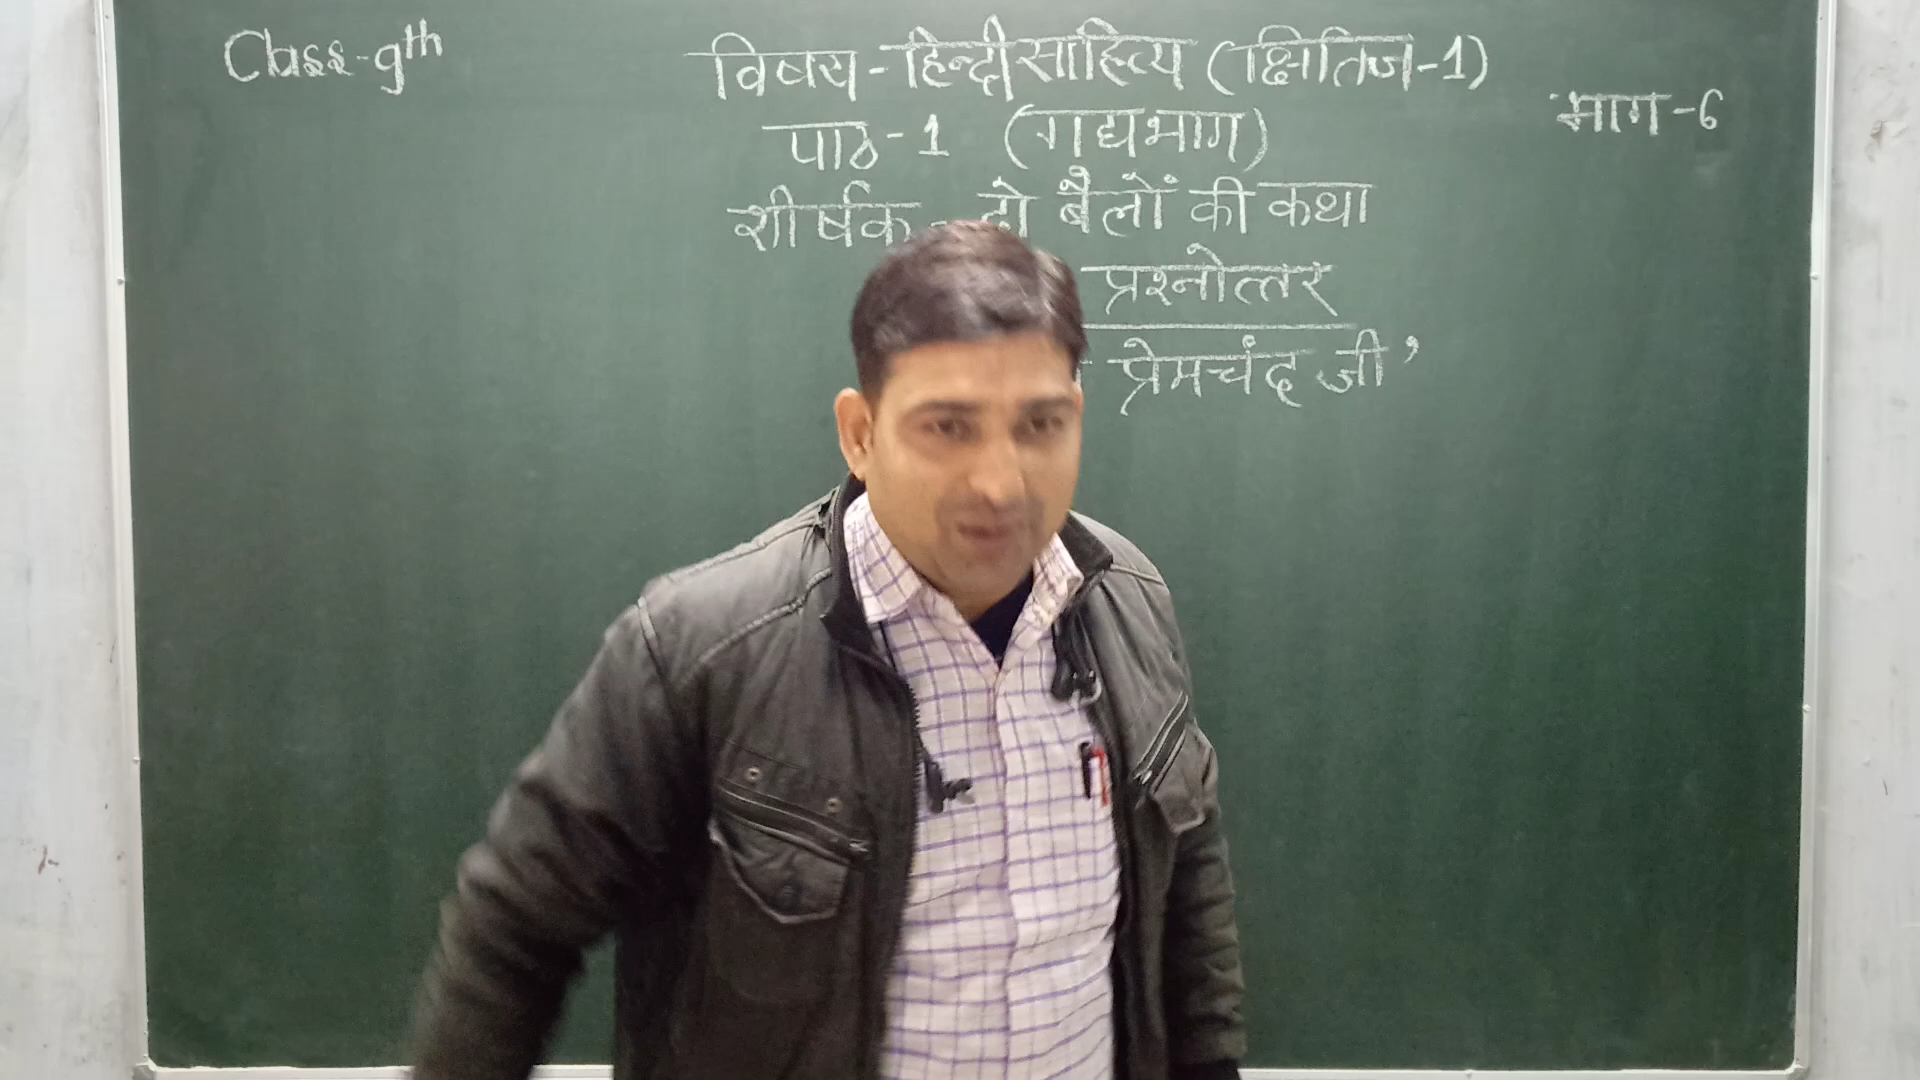 Class-9th
विषय-हिन्दी साहित्य (क्षितिज-1)
भाग-6
पाठ-1 (गद्यभाग)
शीर्षक - दो बैलों की कथा
प्रश्नोत्तर
प्रेमचंद जी’